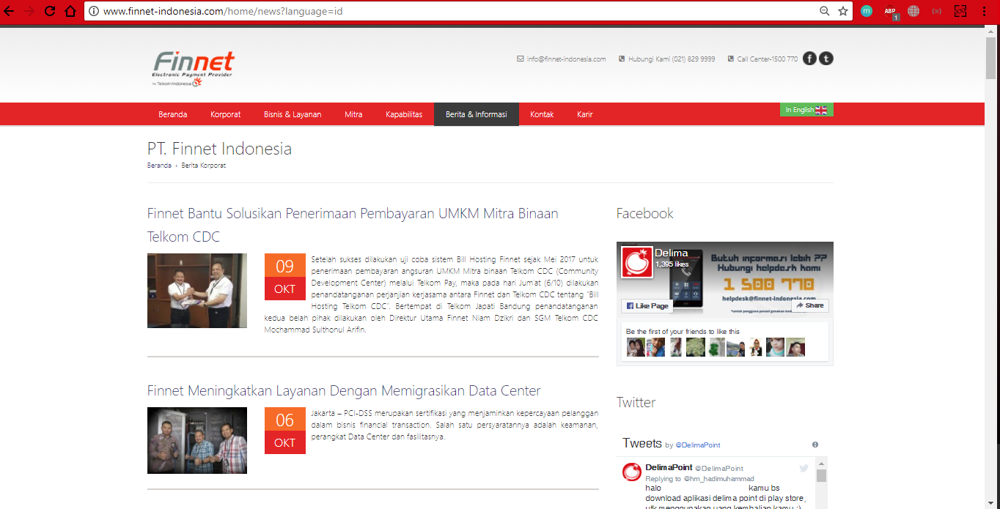 www.finnet-indonesia.com/home/news?language=id
m
ABP
1
Finnet
Electronic Payment Provider
by Telkom Indonesia
info@finnet-indonesia.com
Hubungi Kami (021) 829 9999
Call Center-1500 770
f
t
Beranda
Korporat
Bisnis & Layanan
Mitra
Kapabilitas
Berita & Informasi
Kontak
Karir
In English
PT. Finnet Indonesia
Beranda › Berita Korporat
Finnet Bantu Solusikan Penerimaan Pembayaran UMKM Mitra Binaan
Telkom CDC
09
OKT
Setelah sukses dilakukan uji coba sistem Bill Hosting Finnet sejak Mei 2017 untuk
penerimaan pembayaran angsuran UMKM Mitra binaan Telkom CDC (Community
Development Center) melalui Telkom Pay, maka pada hari Jum'at (6/10) dilakukan
penandatanganan perjanjian kerjasama antara Finnet dan Telkom CDC tentang "Bill
Hosting Telkom CDC". Bertempat di Telkom Japati Bandung penandatanganan
kedua belah pihak dilakukan oleh Direktur Utama Finnet Niam Dzikri dan SGM Telkom CDC
Mochammad Sulthonul Arifin.
Finnet Meningkatkan Layanan Dengan Memigrasikan Data Center
06
OKT
Jakarta – PCI-DSS merupakan sertifikasi yang menjaminkan kepercayaan pelanggan
dalam bisnis financial transaction. Salah satu persyaratannya adalah keamanan,
perangkat Data Center dan fasilitasnya.
Facebook
Delima
1,395 likes
Butuh informasi lebih ??
Hubungi helpdesk kami
1 500 770
helpdesk@finnet-indonesia.com
Like Page
Share
Be the first of your friends to like this
Twitter
Tweets by @DelimaPoint
DelimaPoint @DelimaPoint
Replying to @hm_hadimuhammad
halo kamu bs
download aplikasi delima point di play store,
utk menggunakan uang kembalian kamu :)